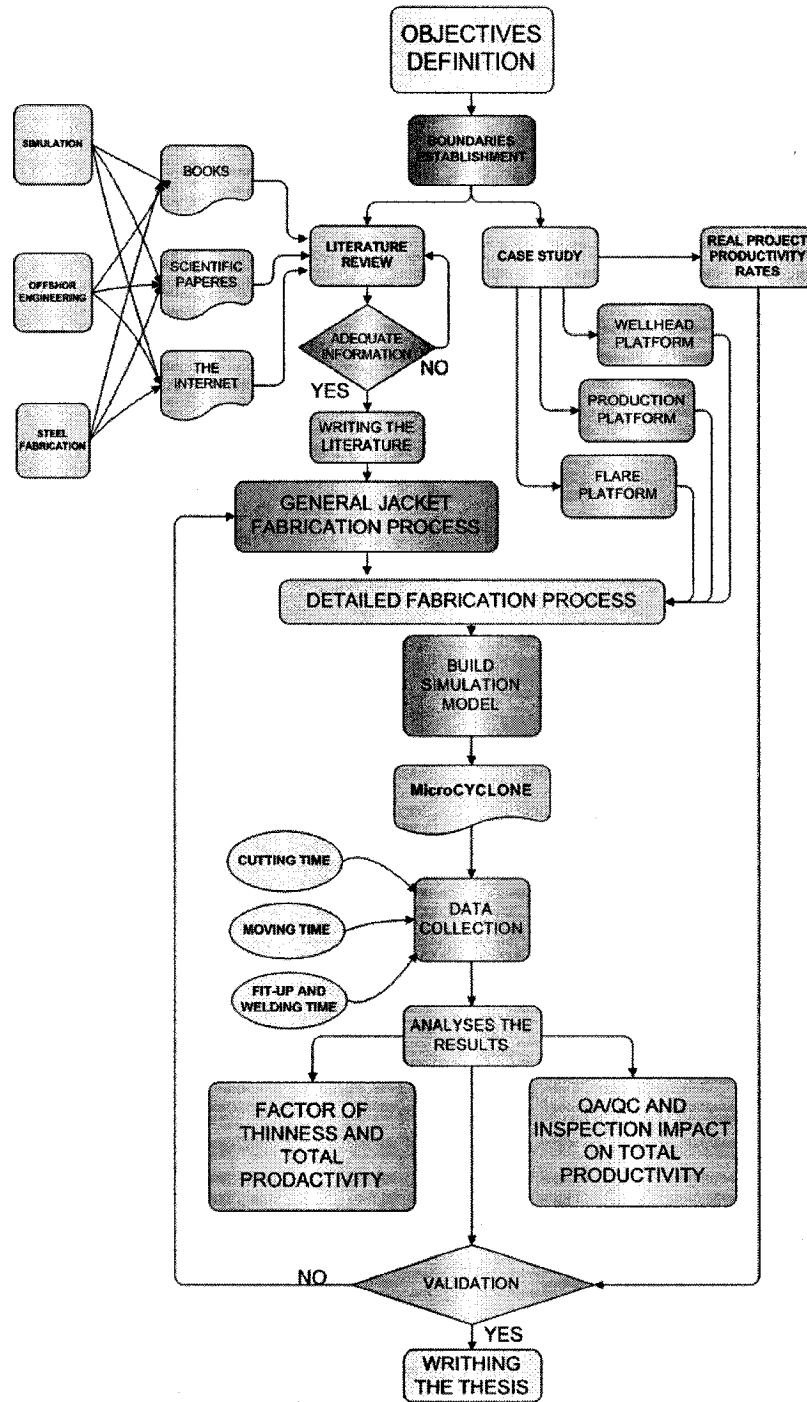 OBJECTIVES
DEFINITION
BOUNDARIES
ESTABLISHMENT
SIMULATION
OFFSHOR
ENGINEERING
STEEL
FABRICATION
BOOKS
SCIENTIFIC
PAPERES
THE
INTERNET
LITERATURE
REVIEW
ADEQUATE
INFORMATION
NO
YES
WRITING THE
LITERATURE
CASE STUDY
REAL PROJECT
PRODUCTIVITY
RATES
WELLHEAD
PLATFORM
PRODUCTION
PLATFORM
FLARE
PLATFORM
GENERAL JACKET
FABRICATION PROCESS
DETAILED FABRICATION PROCESS
BUILD
SIMULATION
MODEL
MicroCYCLONE
CUTTING TIME
MOVING TIME
FIT-UP AND
WELDING TIME
DATA
COLLECTION
ANALYSES THE
RESULTS
FACTOR OF
THINNESS AND
TOTAL
PRODACTIVITY
QA/QC AND
INSPECTION IMPACT
ON TOTAL
PRODUCTIVITY
NO
VALIDATION
YES
WRITHING
THE THESIS